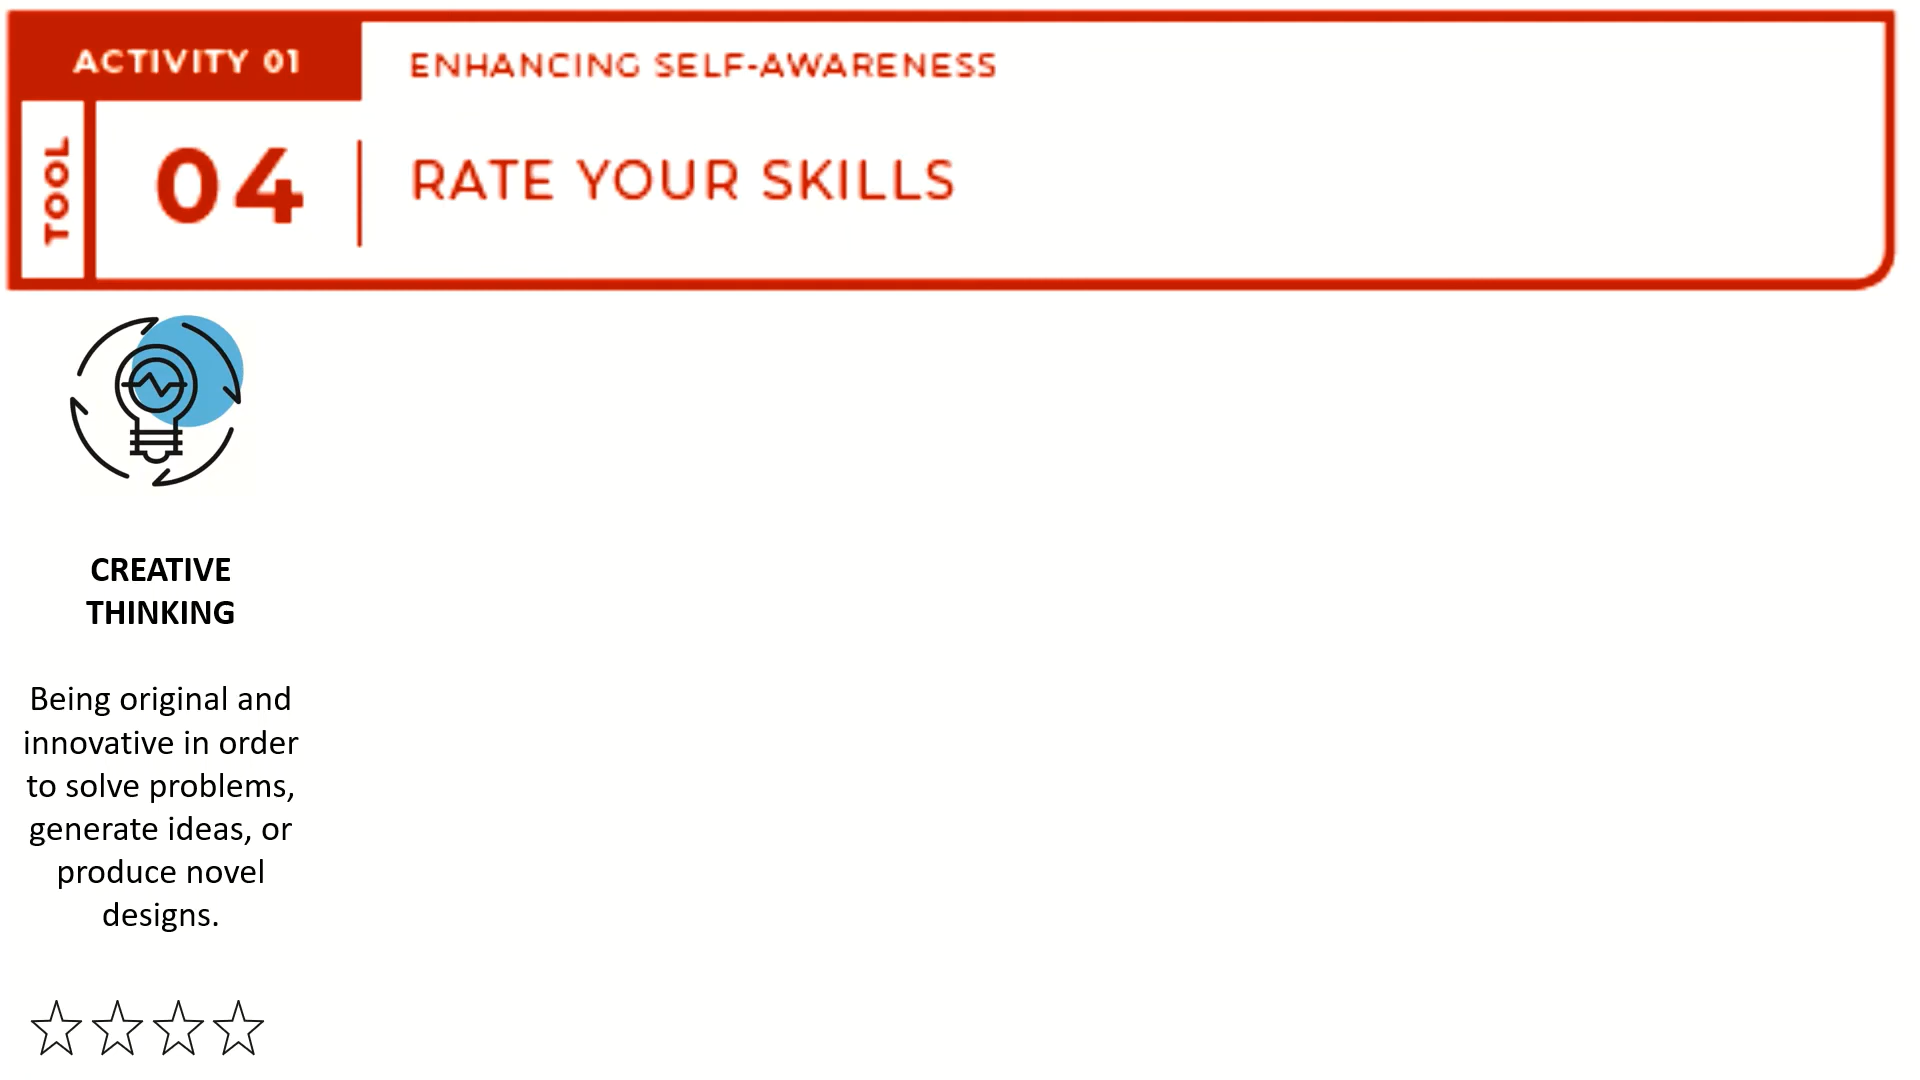 ACTIVITY 01
ENHANCING SELF-AWARENESS
TOOL
04
RATE YOUR SKILLS
CREATIVE
THINKING
Being original and
innovative in order
to solve problems,
generate ideas, or
produce novel
designs.